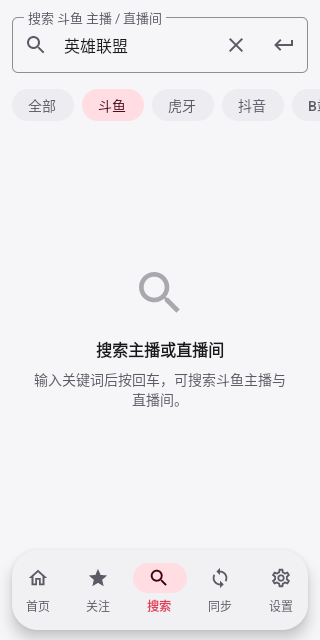 搜索 斗鱼 主播 / 直播间
英雄联盟
全部
斗鱼
虎牙
抖音
搜索主播或直播间
输入关键词后按回车，可搜索斗鱼主播与
直播间。
首页
关注
搜索
同步
设置